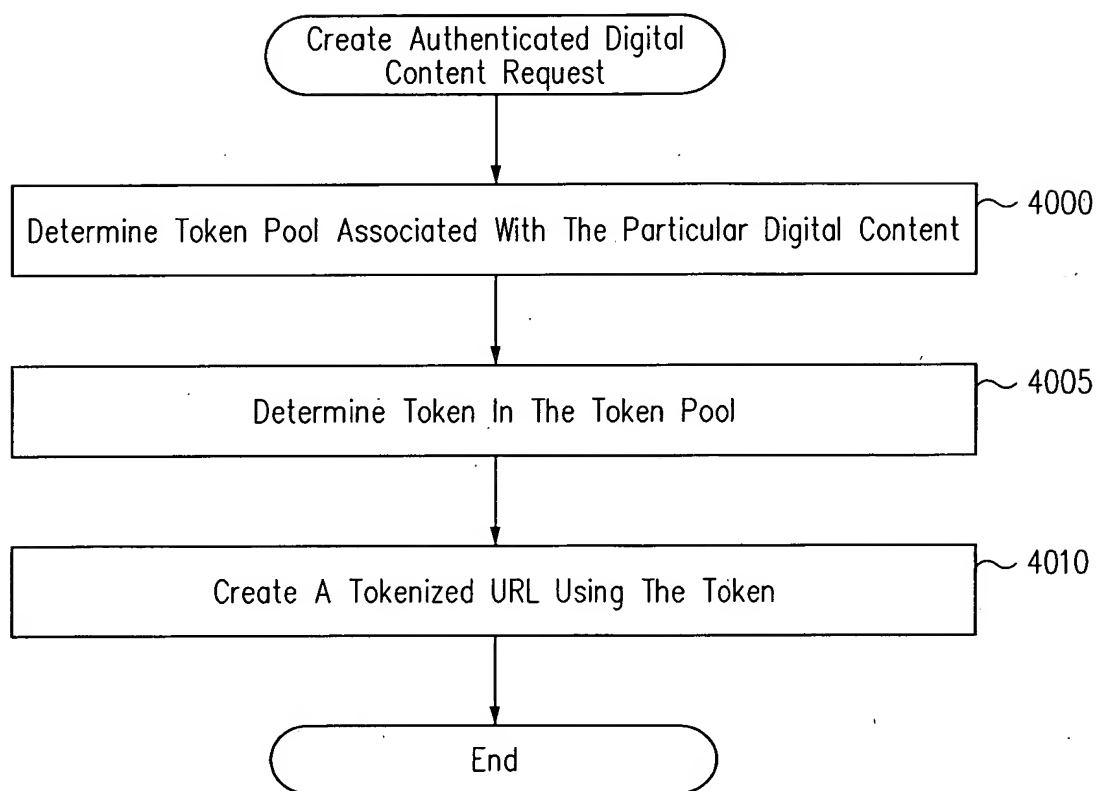 Create Authenticated Digital
Content Request
Determine Token Pool Associated With The Particular Digital Content
4000
Determine Token In The Token Pool
4005
Create A Tokenized URL Using The Token
4010
End